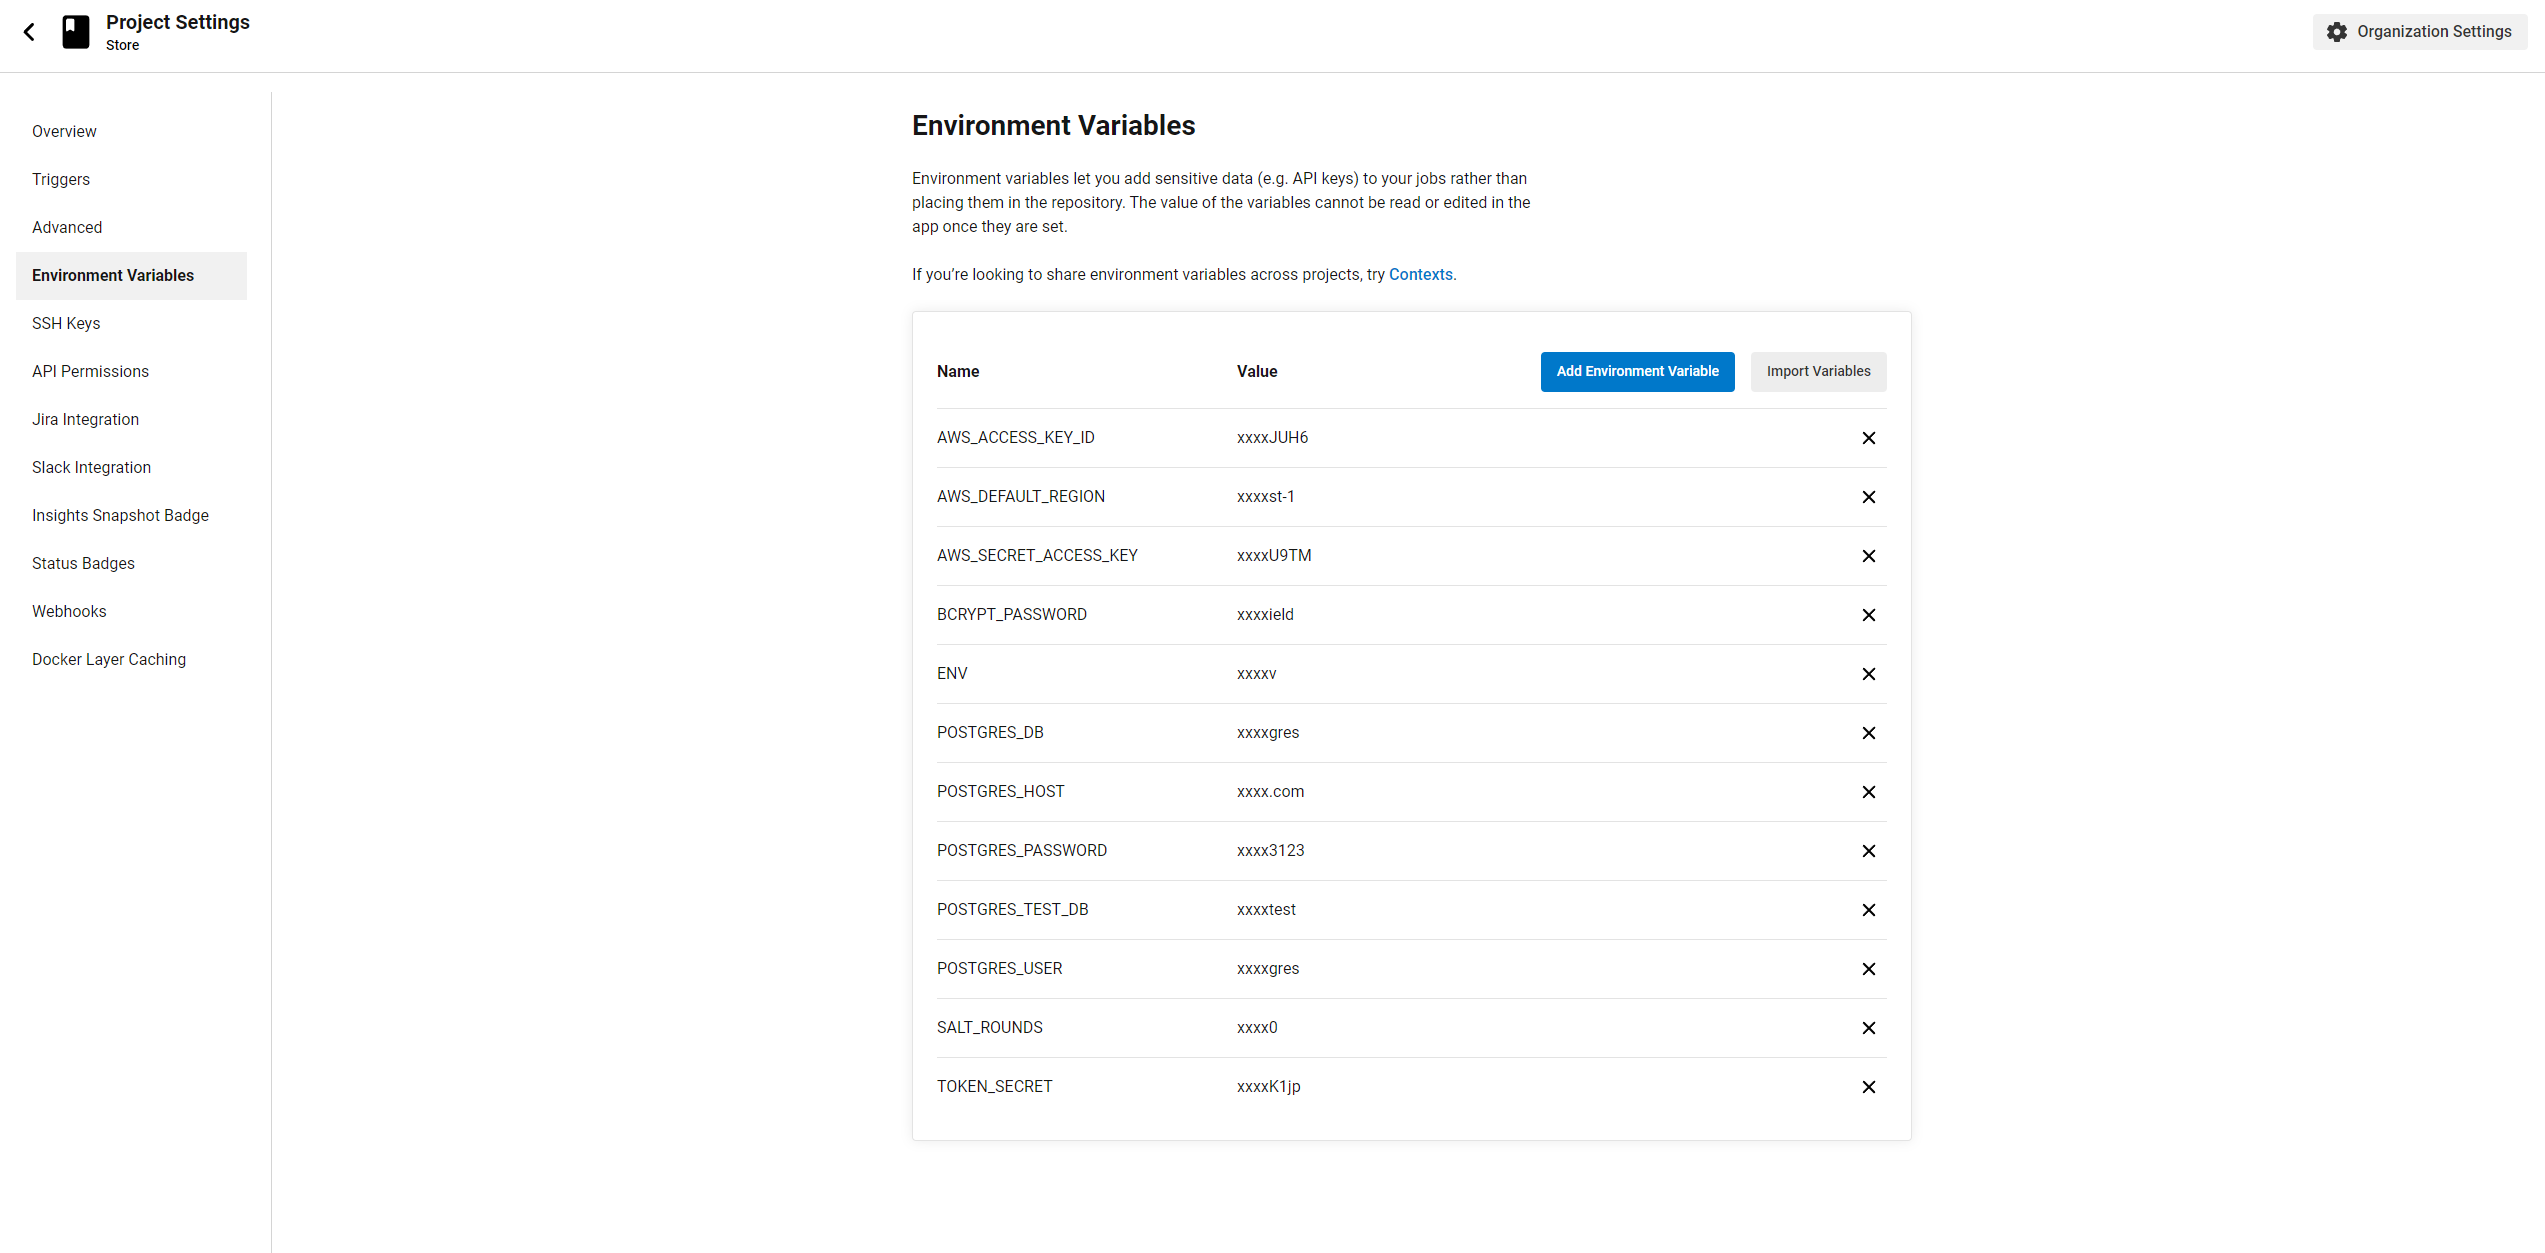 Project Settings
Store
Organization Settings
Overview
Triggers
Advanced
Environment Variables
SSH Keys
API Permissions
Jira Integration
Slack Integration
Insights Snapshot Badge
Status Badges
Webhooks
Docker Layer Caching
Environment Variables
Environment variables let you add sensitive data (e.g. API keys) to your jobs rather than
placing them in the repository. The value of the variables cannot be read or edited in the
app once they are set.
If you’re looking to share environment variables across projects, try Contexts.
Name Value Add Environment Variable Import Variables
AWS_ACCESS_KEY_ID xxxxJUH6
AWS_DEFAULT_REGION xxxxst-1
AWS_SECRET_ACCESS_KEY xxxxU9TM
BCRYPT_PASSWORD xxxxield
ENV xxxxv
POSTGRES_DB xxxxgres
POSTGRES_HOST xxxx.com
POSTGRES_PASSWORD xxxx3123
POSTGRES_TEST_DB xxxxtest
POSTGRES_USER xxxxgres
SALT_ROUNDS xxxx0
TOKEN_SECRET xxxxK1jp